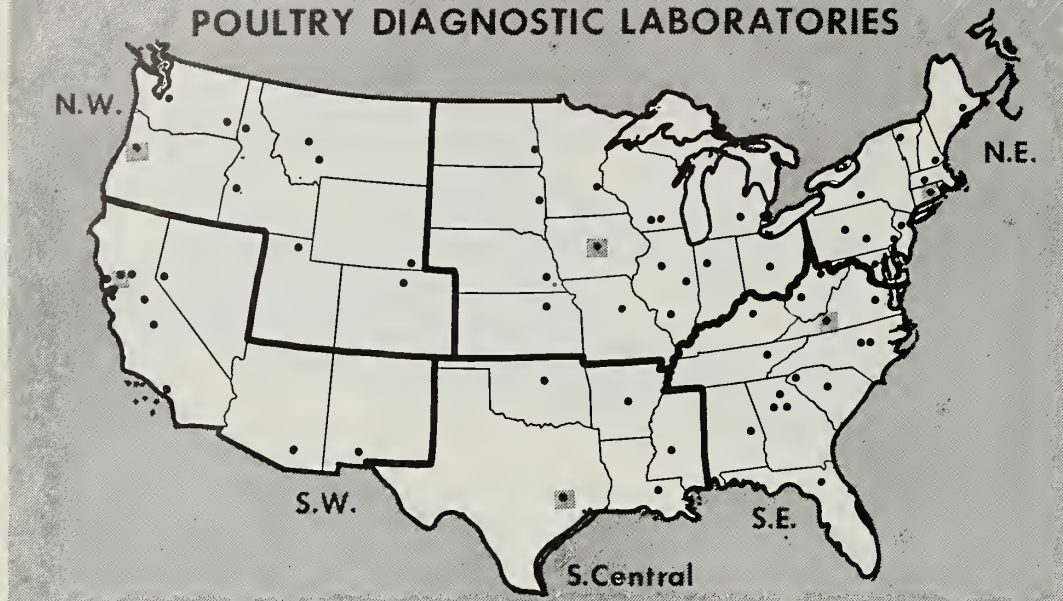 POULTRY DIAGNOSTIC LABORATORIES
N.W.
N.E.
S.W.
S.E.
S.Central